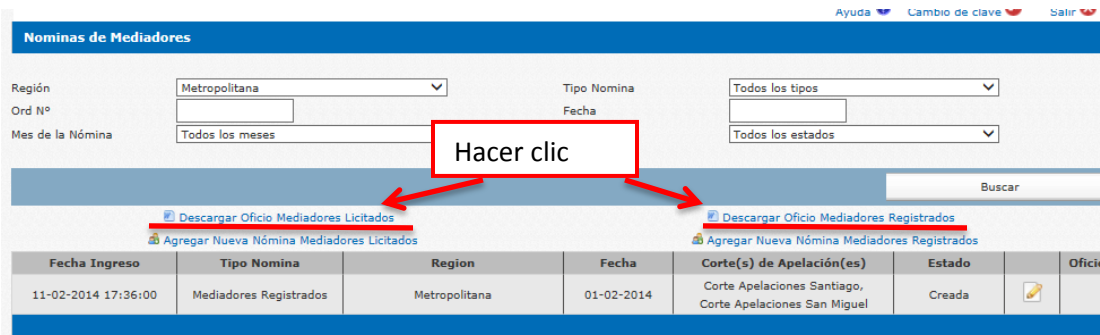 Ayuda Cambio de clave Salir
Nominas de Mediadores
Región Metropolitana Tipo Nomina Todos los tipos
Ord Nº Fecha
Mes de la Nómina Todos los meses Todos los estados
Hacer clic
Buscar
Descargar Oficio Mediadores Licitados Descargar Oficio Mediadores Registrados
Agregar Nueva Nómina Mediadores Licitados Agregar Nueva Nómina Mediadores Registrados
Fecha Ingreso Tipo Nomina Region Fecha Corte(s) de Apelación(es) Estado
11-02-2014 17:36:00 Mediadores Registrados Metropolitana 01-02-2014 Corte Apelaciones Santiago, Creada
Corte Apelaciones San Miguel